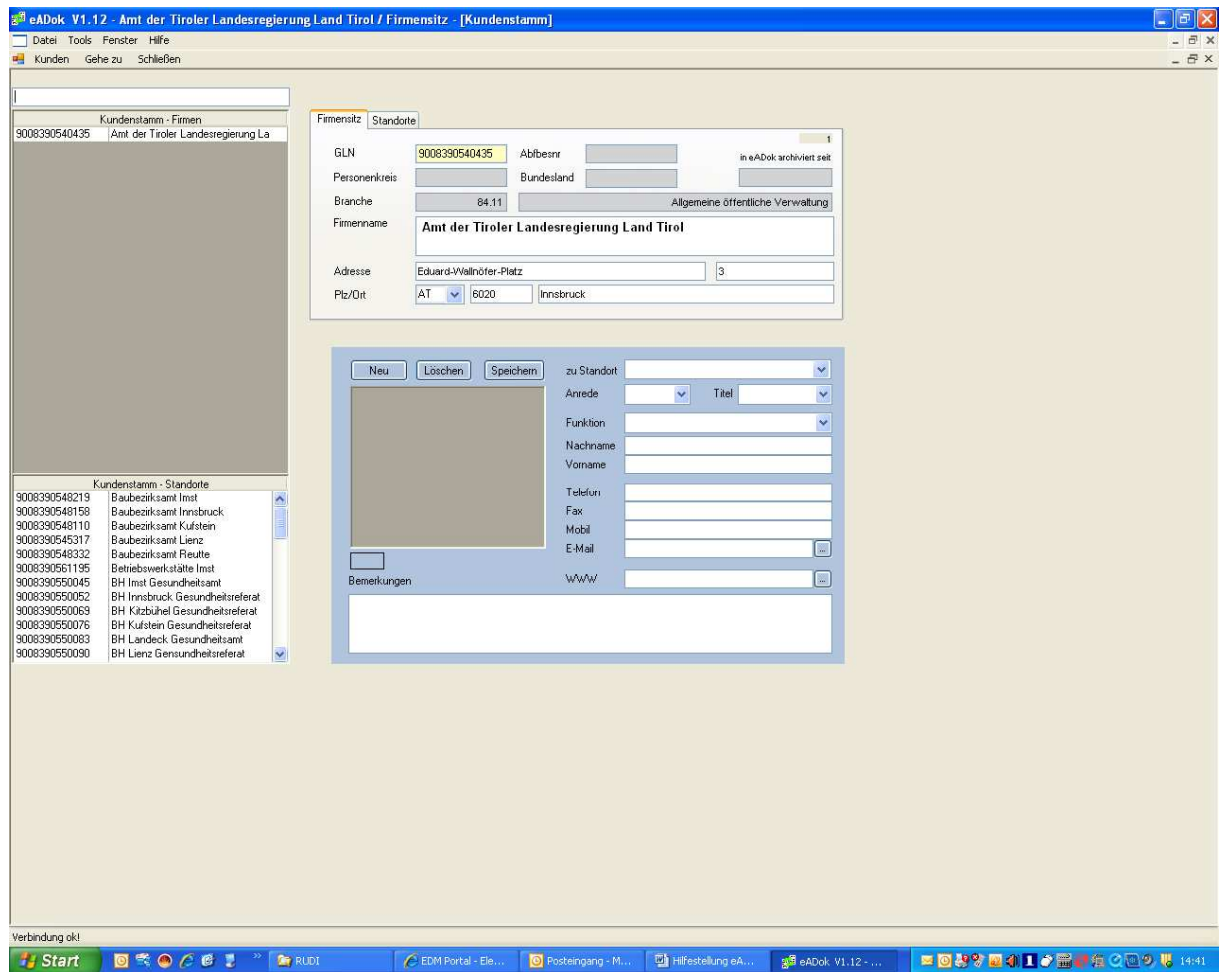 eADok V1.12 - Amt der Tiroler Landesregierung Land Tirol / Firmensitz - [Kundenstamm]
Datei Tools Fenster Hilfe
Kunden Gehe zu Schließen
Kundenstamm - Firmen
9008390540435 Amt der Tiroler Landesregierung La
Firmensitz Standorte
1
GLN 9008390540435 Abfbesnr in eADok archiviert seit
Personenkreis Bundesland
Branche 84.11 Allgemeine öffentliche Verwaltung
Firmenname Amt der Tiroler Landesregierung Land Tirol
Adresse Eduard-Wallnöfer-Platz 3
Plz/Ort AT 6020 Innsbruck
Neu Löschen Speichern zu Standort
Anrede Titel
Funktion
Nachname
Vorname
Telefon
Fax
Mobil
E-Mail ...
WWW ...
Bemerkungen
Kundenstamm - Standorte
9008390548219 Baubezirksamt Imst
9008390548158 Baubezirksamt Innsbruck
9008390548110 Baubezirksamt Kufstein
9008390545317 Baubezirksamt Lienz
9008390548332 Baubezirksamt Reutte
9008390561195 Betriebswerkstätte Imst
9008390550045 BH Imst Gesundheitsamt
9008390550052 BH Innsbruck Gesundheitsreferat
9008390550069 BH Kitzbühel Gesundheitsreferat
9008390550076 BH Kufstein Gesundheitsreferat
9008390550083 BH Landeck Gesundheitsamt
9008390550090 BH Lienz Gensundheitsreferat
Verbindung ok!
Start » RUDI EDM Portal - Ele... Posteingang - M... Hilfestellung eA... eADok V1.12 - ... 14:41